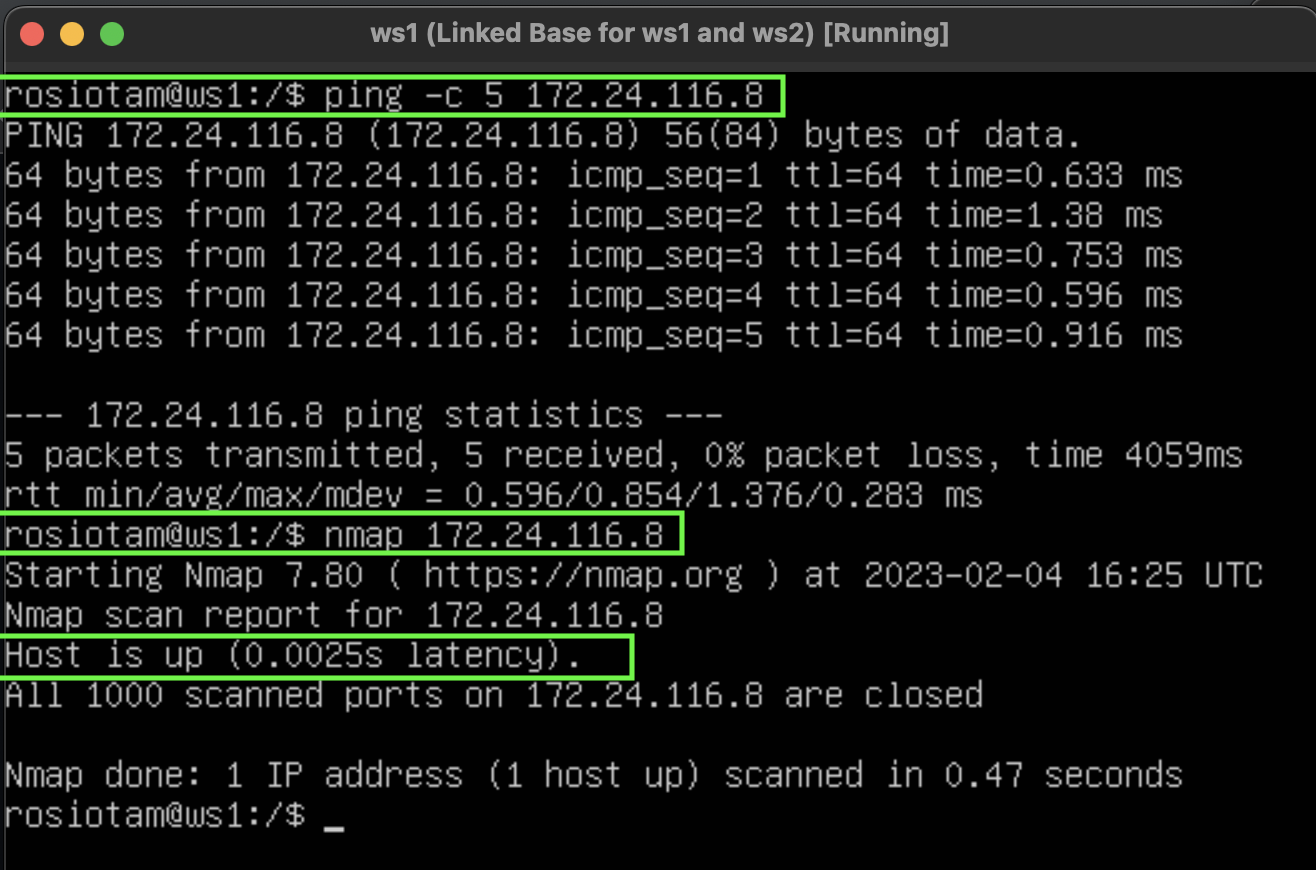 ws1 (Linked Base for ws1 and ws2) [Running]
rosiotam@ws1:/$ ping -c 5 172.24.116.8
PING 172.24.116.8 (172.24.116.8) 56(84) bytes of data.
64 bytes from 172.24.116.8: icmp_seq=1 ttl=64 time=0.633 ms
64 bytes from 172.24.116.8: icmp_seq=2 ttl=64 time=1.38 ms
64 bytes from 172.24.116.8: icmp_seq=3 ttl=64 time=0.753 ms
64 bytes from 172.24.116.8: icmp_seq=4 ttl=64 time=0.596 ms
64 bytes from 172.24.116.8: icmp_seq=5 ttl=64 time=0.916 ms
--- 172.24.116.8 ping statistics ---
5 packets transmitted, 5 received, 0% packet loss, time 4059ms
rtt min/avg/max/mdev = 0.596/0.854/1.376/0.283 ms
rosiotam@ws1:/$ nmap 172.24.116.8
Starting Nmap 7.80 ( https://nmap.org ) at 2023-02-04 16:25 UTC
Nmap scan report for 172.24.116.8
Host is up (0.0025s latency).
All 1000 scanned ports on 172.24.116.8 are closed
Nmap done: 1 IP address (1 host up) scanned in 0.47 seconds
rosiotam@ws1:/$ _